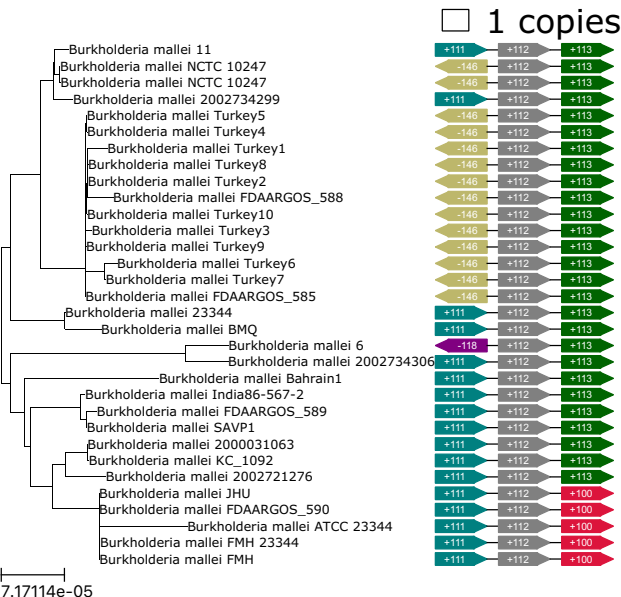 1 copies
Burkholderia mallei 11 +111 +112 +113
Burkholderia mallei NCTC 10247 -146 +112 +113
Burkholderia mallei NCTC 10247 -146 +112 +113
Burkholderia mallei 2002734299 +111 +112 +113
Burkholderia mallei Turkey5 -146 +112 +113
Burkholderia mallei Turkey4 -146 +112 +113
Burkholderia mallei Turkey1 -146 +112 +113
Burkholderia mallei Turkey8 -146 +112 +113
Burkholderia mallei Turkey2 -146 +112 +113
Burkholderia mallei FDAARGOS_588 -146 +112 +113
Burkholderia mallei Turkey10 -146 +112 +113
Burkholderia mallei Turkey3 -146 +112 +113
Burkholderia mallei Turkey9 -146 +112 +113
Burkholderia mallei Turkey6 -146 +112 +113
Burkholderia mallei Turkey7 -146 +112 +113
Burkholderia mallei FDAARGOS_585 -146 +112 +113
Burkholderia mallei 23344 +111 +112 +113
Burkholderia mallei BMQ +111 +112 +113
Burkholderia mallei 6 -118 +112 +113
Burkholderia mallei 2002734306 +111 +112 +113
Burkholderia mallei Bahrain1 +111 +112 +113
Burkholderia mallei India86-567-2 +111 +112 +113
Burkholderia mallei FDAARGOS_589 +111 +112 +113
Burkholderia mallei SAVP1 +111 +112 +113
Burkholderia mallei 2000031063 +111 +112 +113
Burkholderia mallei KC_1092 +111 +112 +113
Burkholderia mallei 2002721276 +111 +112 +113
Burkholderia mallei JHU +111 +112 +100
Burkholderia mallei FDAARGOS_590 +111 +112 +100
Burkholderia mallei ATCC 23344 +111 +112 +100
Burkholderia mallei FMH 23344 +111 +112 +100
Burkholderia mallei FMH +111 +112 +100
7.17114e-05